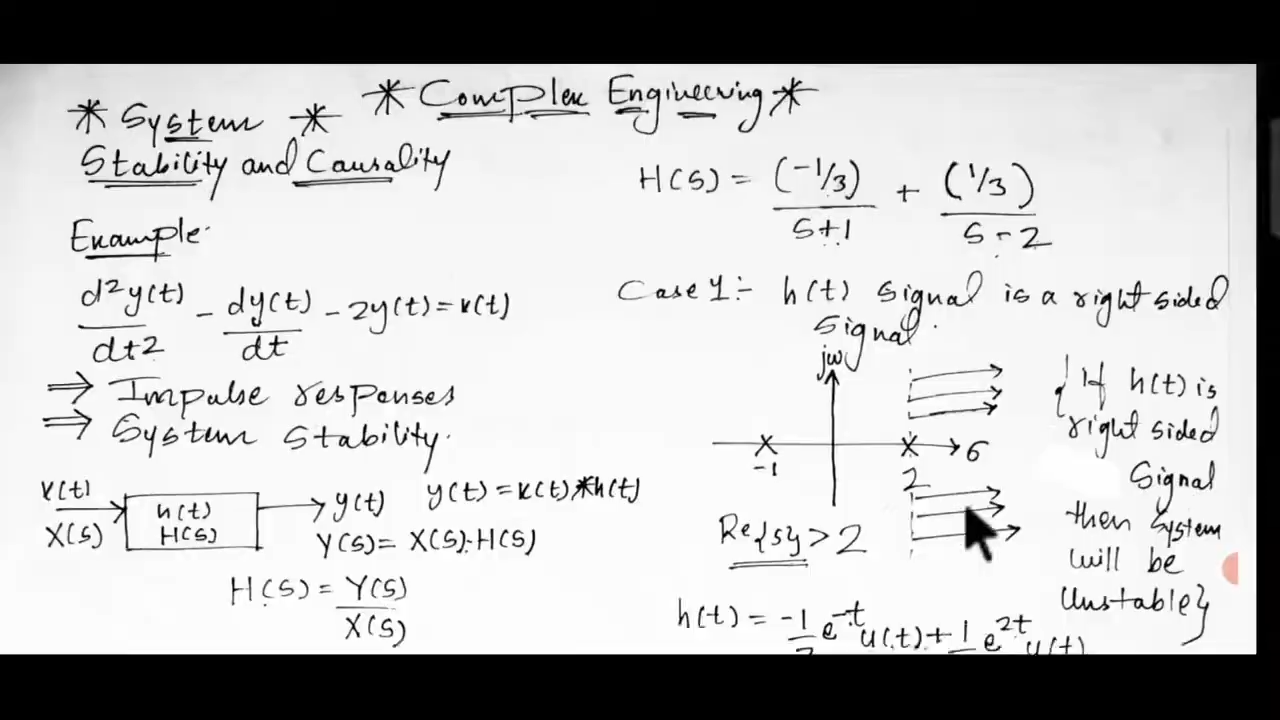 * Complex Engineering *
* System *
Stability and Causality
Example:
d²y(t)/dt2 - dy(t)/dt - 2y(t) = x(t)
⇒ Impulse responses
⇒ System Stability.
x(t) h(t) y(t) y(t) = x(t)*h(t)
X(s) H(s) Y(s) = X(s).H(s)
H(s) = Y(s)/X(s)
H(s) = (-1/3)/s+1 + (1/3)/s-2
Case 1:- h(t) signal is a right sided
signal.
jω
-1 2 σ
Re{s} > 2
{If h(t) is
right sided
Signal
then System
will be
Unstable}
h(t) = -1/3 e^-t u(t) + 1/3 e^2t u(t)